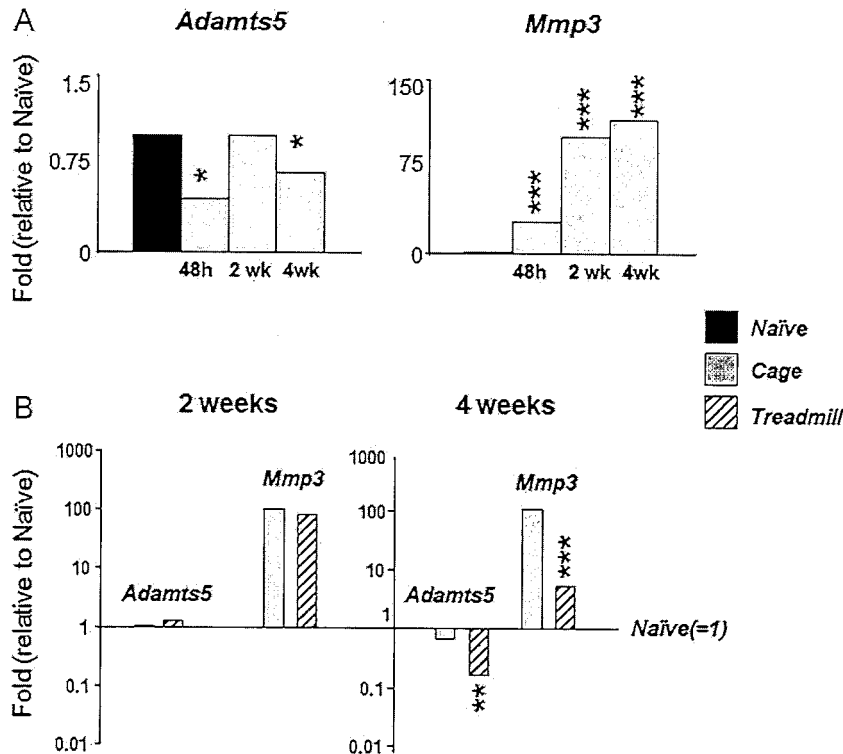 A
Adamts5
Mmp3
Fold (relative to Naïve)
1.5
0.75
0
*
*
48h 2 wk 4wk
150
75
0
***
***
***
48h 2 wk 4wk
Naïve
Cage
Treadmill
B
2 weeks
4 weeks
Fold (relative to Naïve)
1000
100
10
1
0.1
0.01
Adamts5
Mmp3
1000
100
10
1
0.1
0.01
Adamts5
Mmp3
***
**
Naïve(=1)